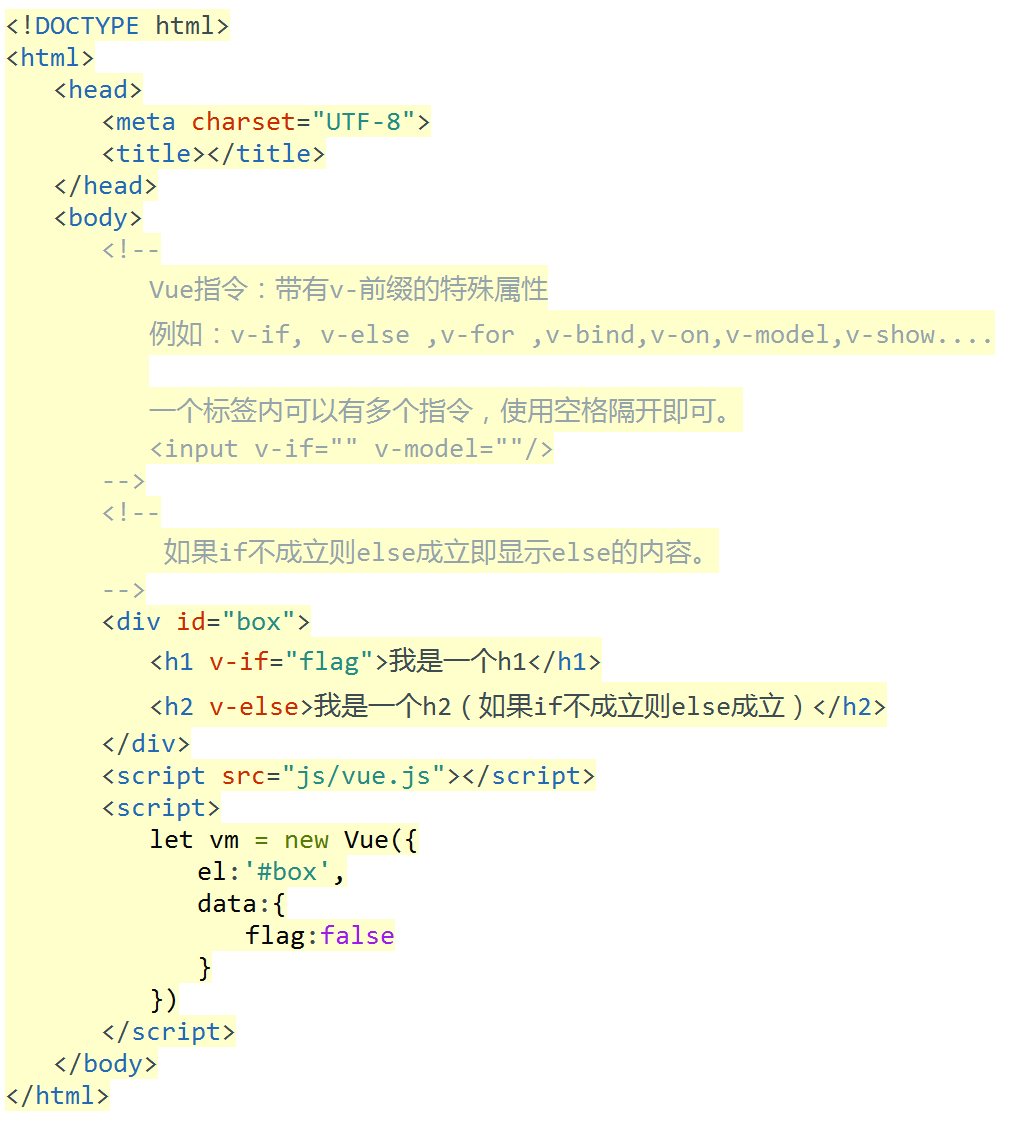 <!DOCTYPE html>
<html>
<head>
<meta charset="UTF-8">
<title></title>
</head>
<body>
<!--
Vue指令：带有v-前缀的特殊属性
例如：v-if, v-else ,v-for ,v-bind,v-on,v-model,v-show....
一个标签内可以有多个指令，使用空格隔开即可。
<input v-if="" v-model=""/>
-->
<!--
如果if不成立则else成立即显示else的内容。
-->
<div id="box">
<h1 v-if="flag">我是一个h1</h1>
<h2 v-else>我是一个h2（如果if不成立则else成立）</h2>
</div>
<script src="js/vue.js"></script>
<script>
let vm = new Vue({
el:'#box',
data:{
flag:false
}
})
</script>
</body>
</html>